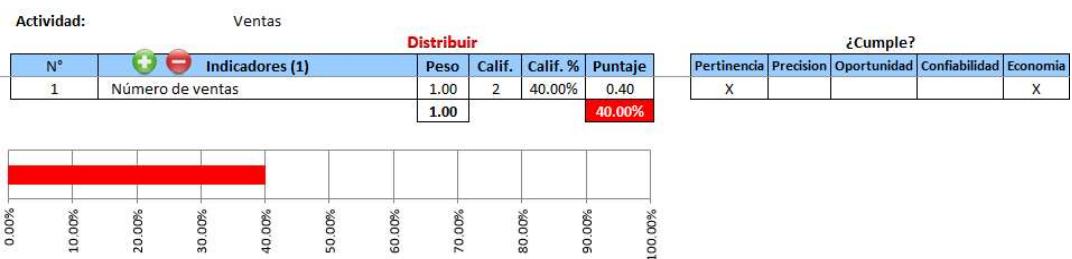 Actividad: Ventas
Distribuir ¿Cumple?
N° Indicadores (1) Peso Calif. Calif. % Puntaje Pertinencia Precision Oportunidad Confiabilidad Economia
1 Número de ventas 1.00 2 40.00% 0.40 X X
1.00 40.00%
0.00% 10.00% 20.00% 30.00% 40.00% 50.00% 60.00% 70.00% 80.00% 90.00% 100.00%